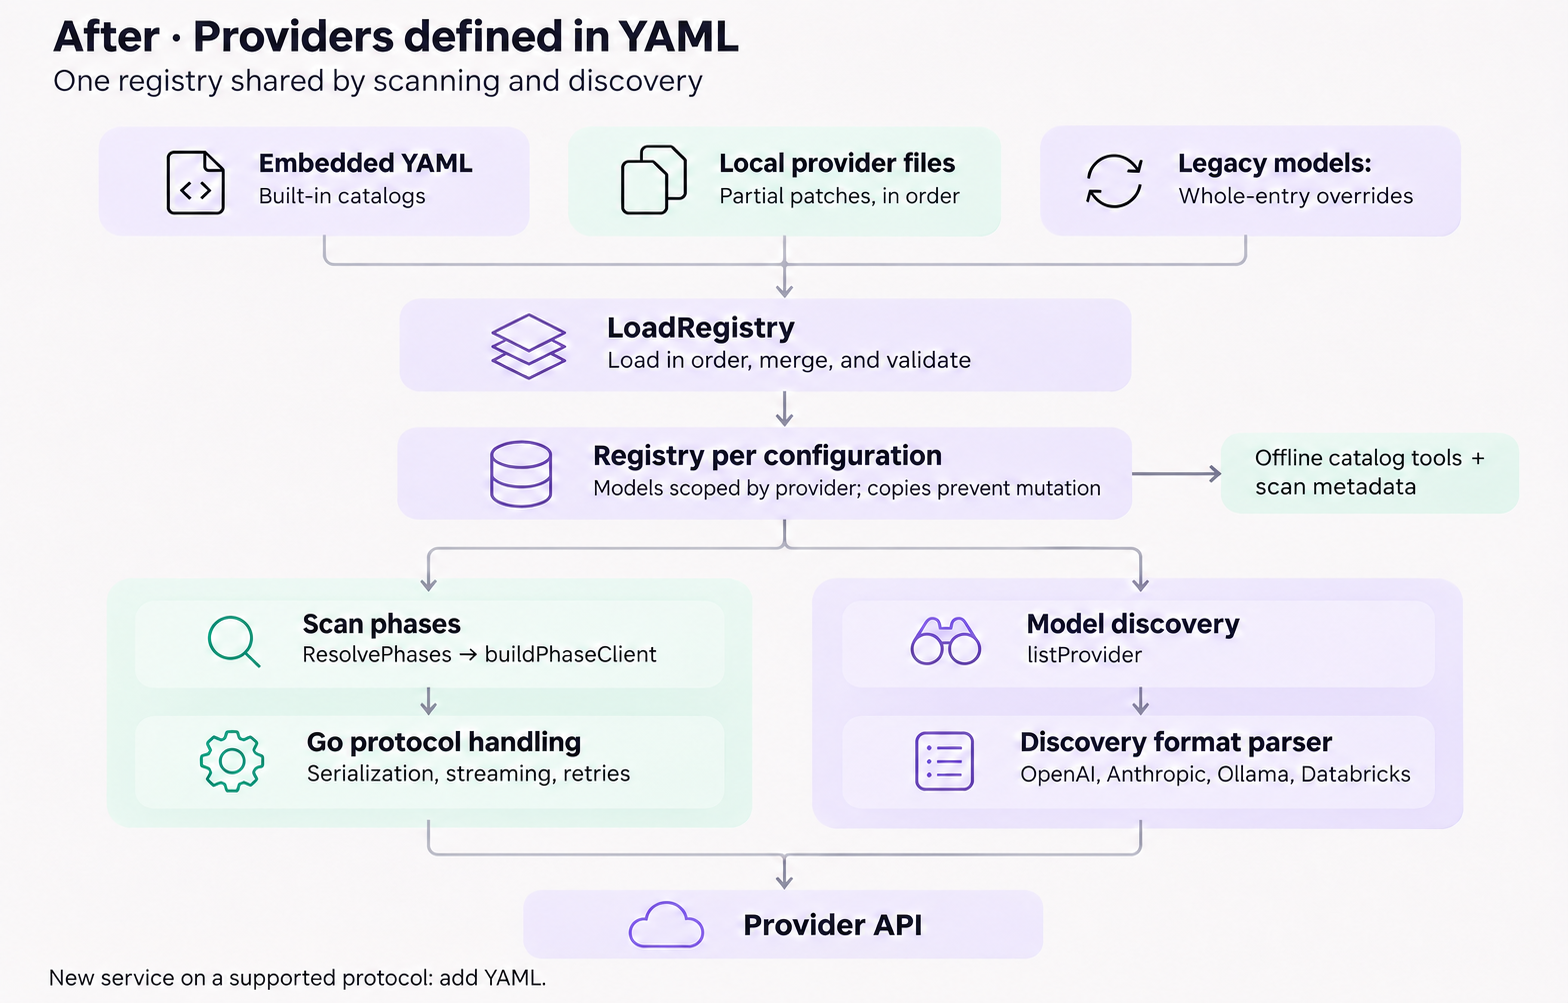 After · Providers defined in YAML
One registry shared by scanning and discovery
Embedded YAML
Built-in catalogs
Local provider files
Partial patches, in order
Legacy models:
Whole-entry overrides
LoadRegistry
Load in order, merge, and validate
Registry per configuration
Models scoped by provider; copies prevent mutation
Offline catalog tools +
scan metadata
Scan phases
ResolvePhases → buildPhaseClient
Go protocol handling
Serialization, streaming, retries
Model discovery
listProvider
Discovery format parser
OpenAI, Anthropic, Ollama, Databricks
Provider API
New service on a supported protocol: add YAML.